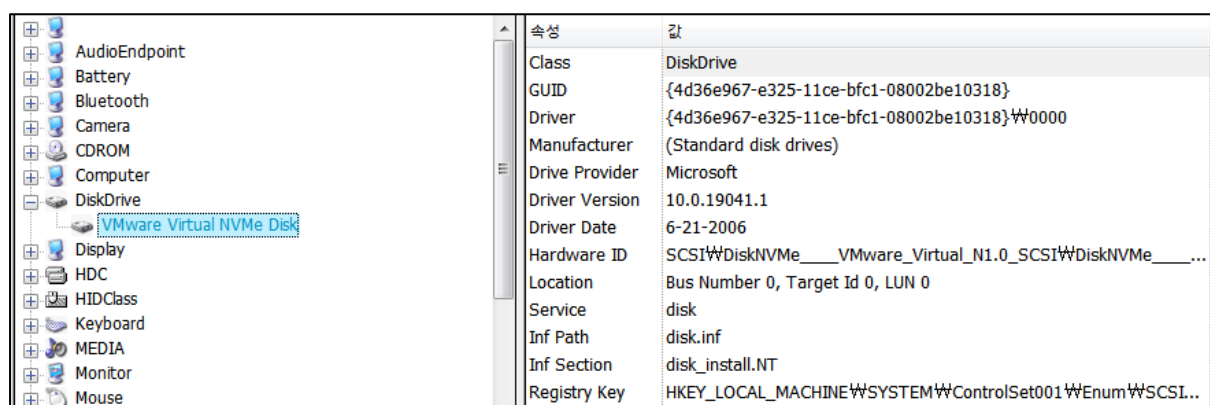 AudioEndpoint
Battery
Bluetooth
Camera
CDROM
Computer
DiskDrive
VMware Virtual NVMe Disk
Display
HDC
HIDClass
Keyboard
MEDIA
Monitor
Mouse
속성 값
Class DiskDrive
GUID {4d36e967-e325-11ce-bfc1-08002be10318}
Driver {4d36e967-e325-11ce-bfc1-08002be10318}₩0000
Manufacturer (Standard disk drives)
Drive Provider Microsoft
Driver Version 10.0.19041.1
Driver Date 6-21-2006
Hardware ID SCSI₩DiskNVMe____VMware_Virtual_N1.0_SCSI₩DiskNVMe____...
Location Bus Number 0, Target Id 0, LUN 0
Service disk
Inf Path disk.inf
Inf Section disk_install.NT
Registry Key HKEY_LOCAL_MACHINE₩SYSTEM₩ControlSet001₩Enum₩SCSI...